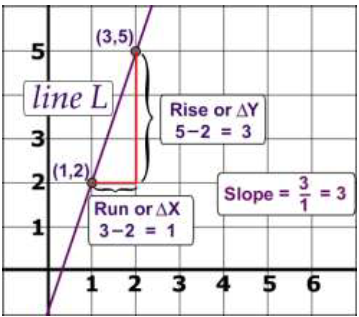 (3,5)
5
line L
Rise or ΔY
5−2 = 3
3
(1,2)
2
Slope = 3/1 = 3
Run or ΔX
3−2 = 1
1
1 2 3 4 5 6